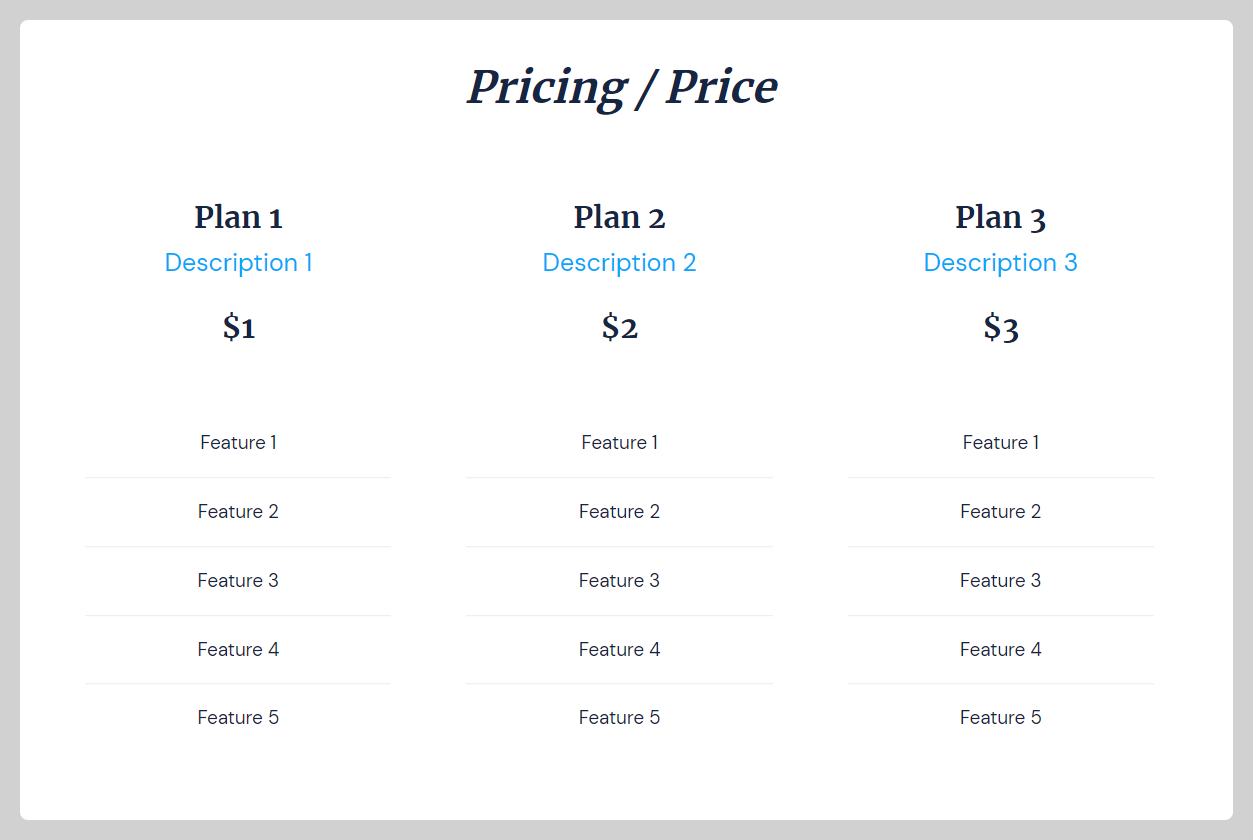 Pricing / Price
Plan 1
Description 1
$1
Feature 1
Feature 2
Feature 3
Feature 4
Feature 5
Plan 2
Description 2
$2
Feature 1
Feature 2
Feature 3
Feature 4
Feature 5
Plan 3
Description 3
$3
Feature 1
Feature 2
Feature 3
Feature 4
Feature 5